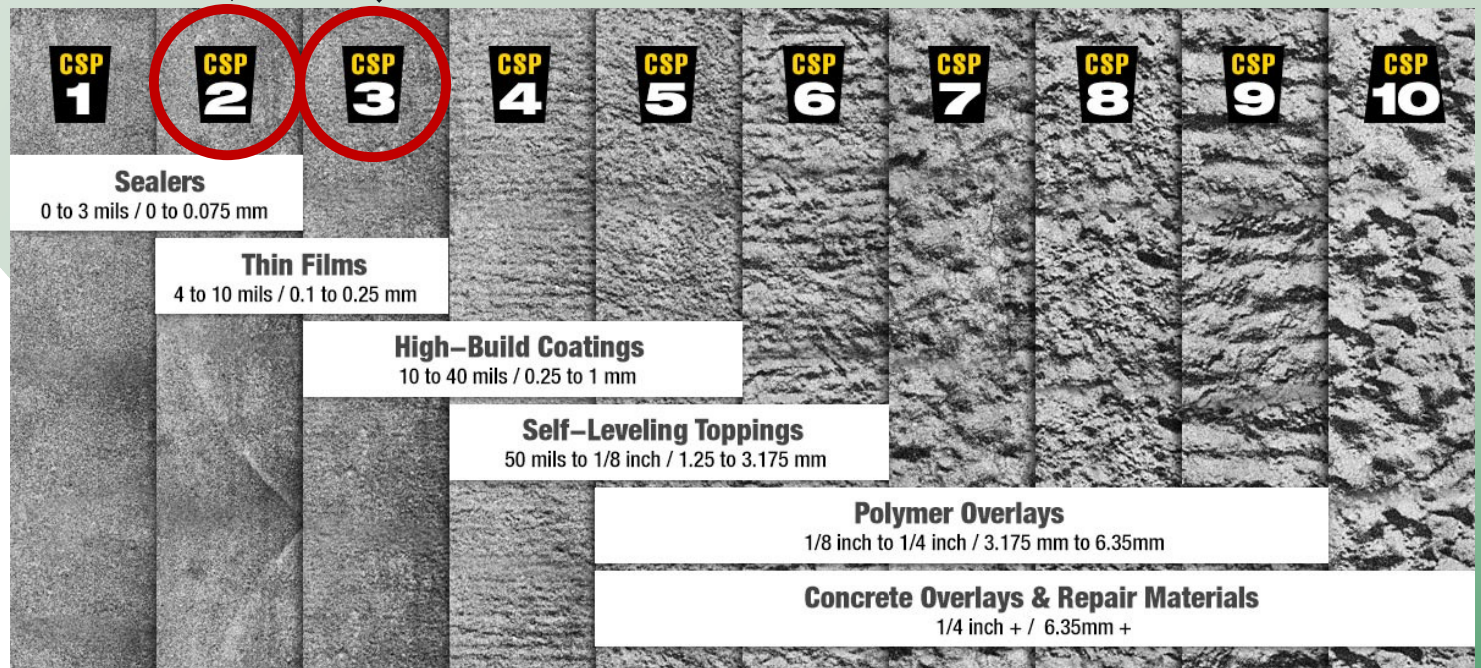 CSP 1
CSP 2
CSP 3
CSP 4
CSP 5
CSP 6
CSP 7
CSP 8
CSP 9
CSP 10
Sealers
0 to 3 mils / 0 to 0.075 mm
Thin Films
4 to 10 mils / 0.1 to 0.25 mm
High–Build Coatings
10 to 40 mils / 0.25 to 1 mm
Self–Leveling Toppings
50 mils to 1/8 inch / 1.25 to 3.175 mm
Polymer Overlays
1/8 inch to 1/4 inch / 3.175 mm to 6.35mm
Concrete Overlays & Repair Materials
1/4 inch + / 6.35mm +